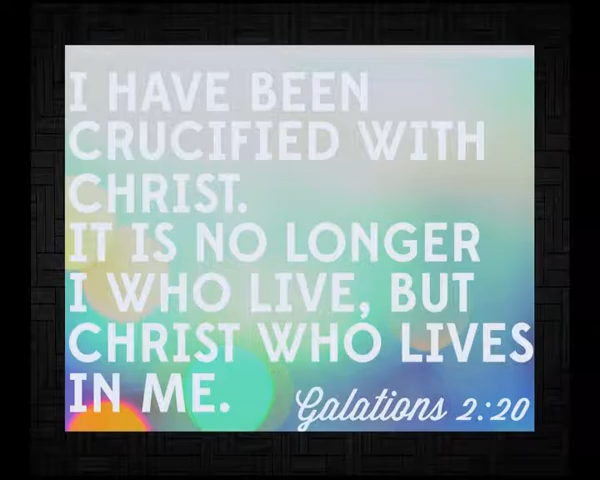 I HAVE BEEN
CRUCIFIED WITH
CHRIST.
IT IS NO LONGER
I WHO LIVE, BUT
CHRIST WHO LIVES
IN ME.
Galations 2:20